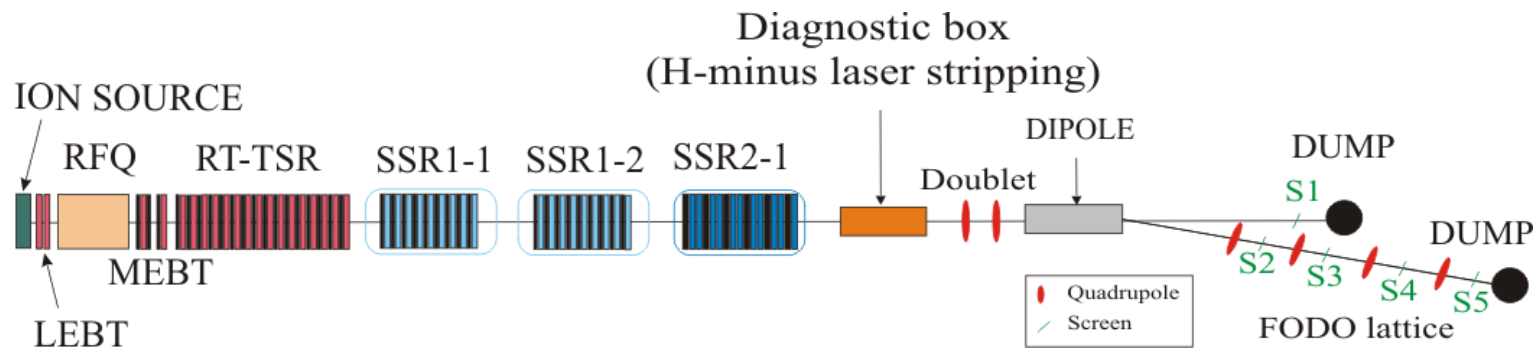 Diagnostic box
(H-minus laser stripping)
ION SOURCE
RFQ
RT-TSR
SSR1-1
SSR1-2
SSR2-1
Doublet
DIPOLE
DUMP
S1
DUMP
S2
S3
S4
S5
MEBT
LEBT
Quadrupole
Screen
FODO lattice